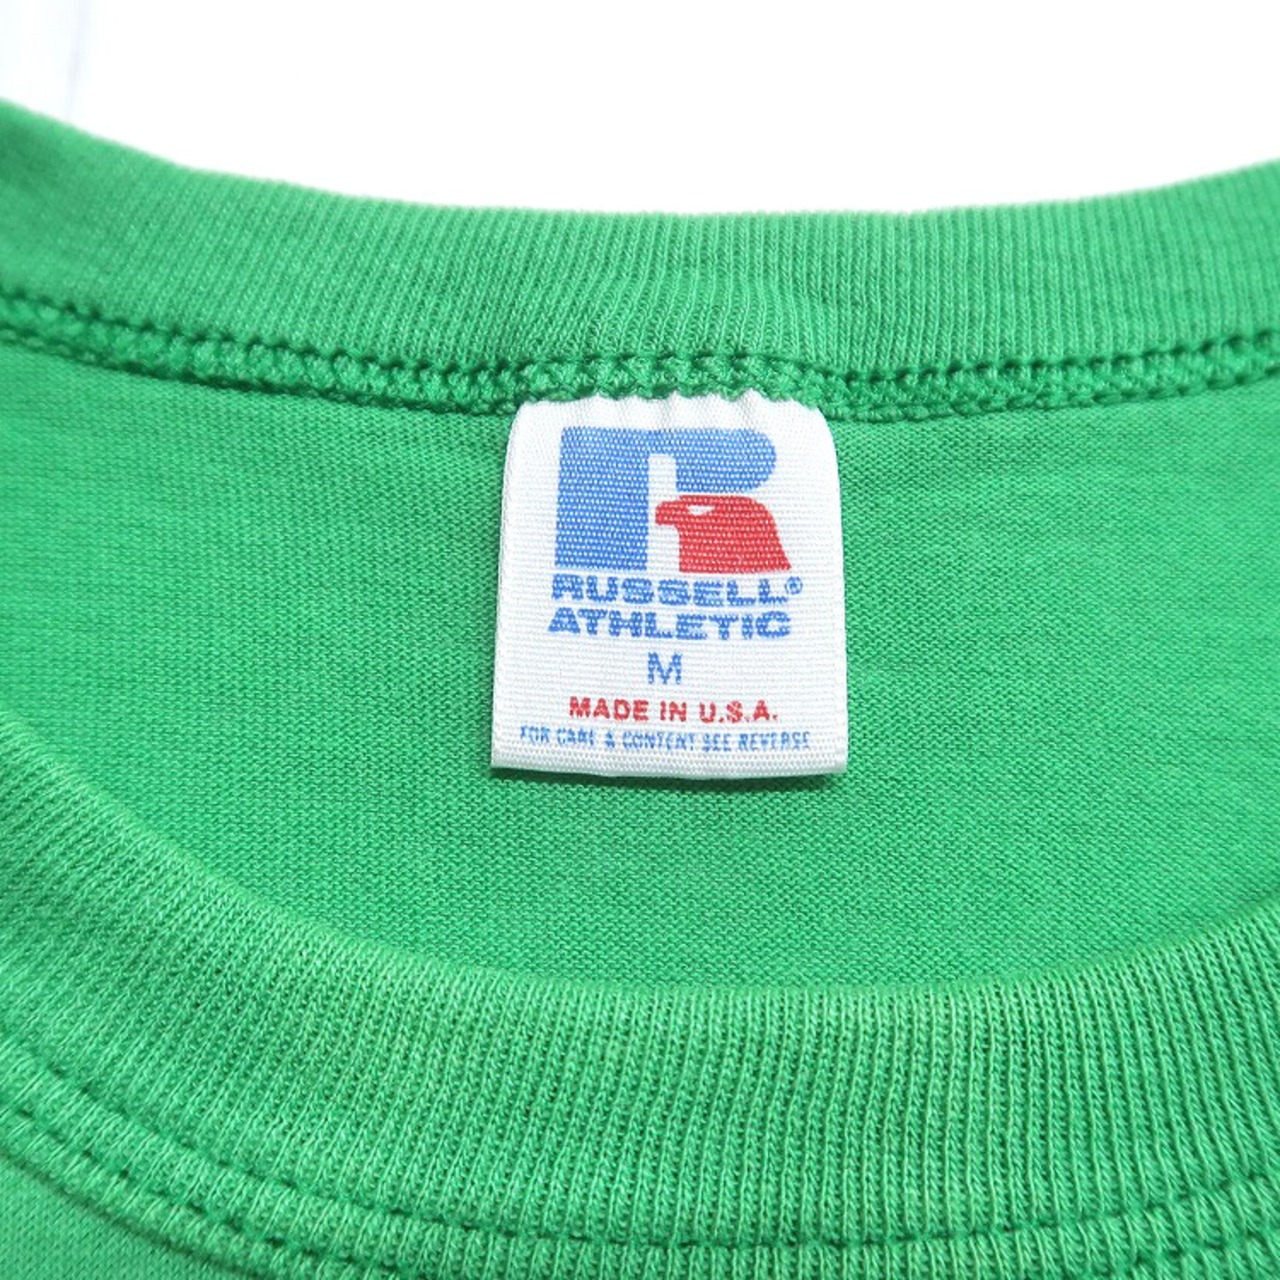 RUSSELL®
ATHLETIC
M
MADE IN U.S.A.
FOR CARE & CONTENT SEE REVERSE